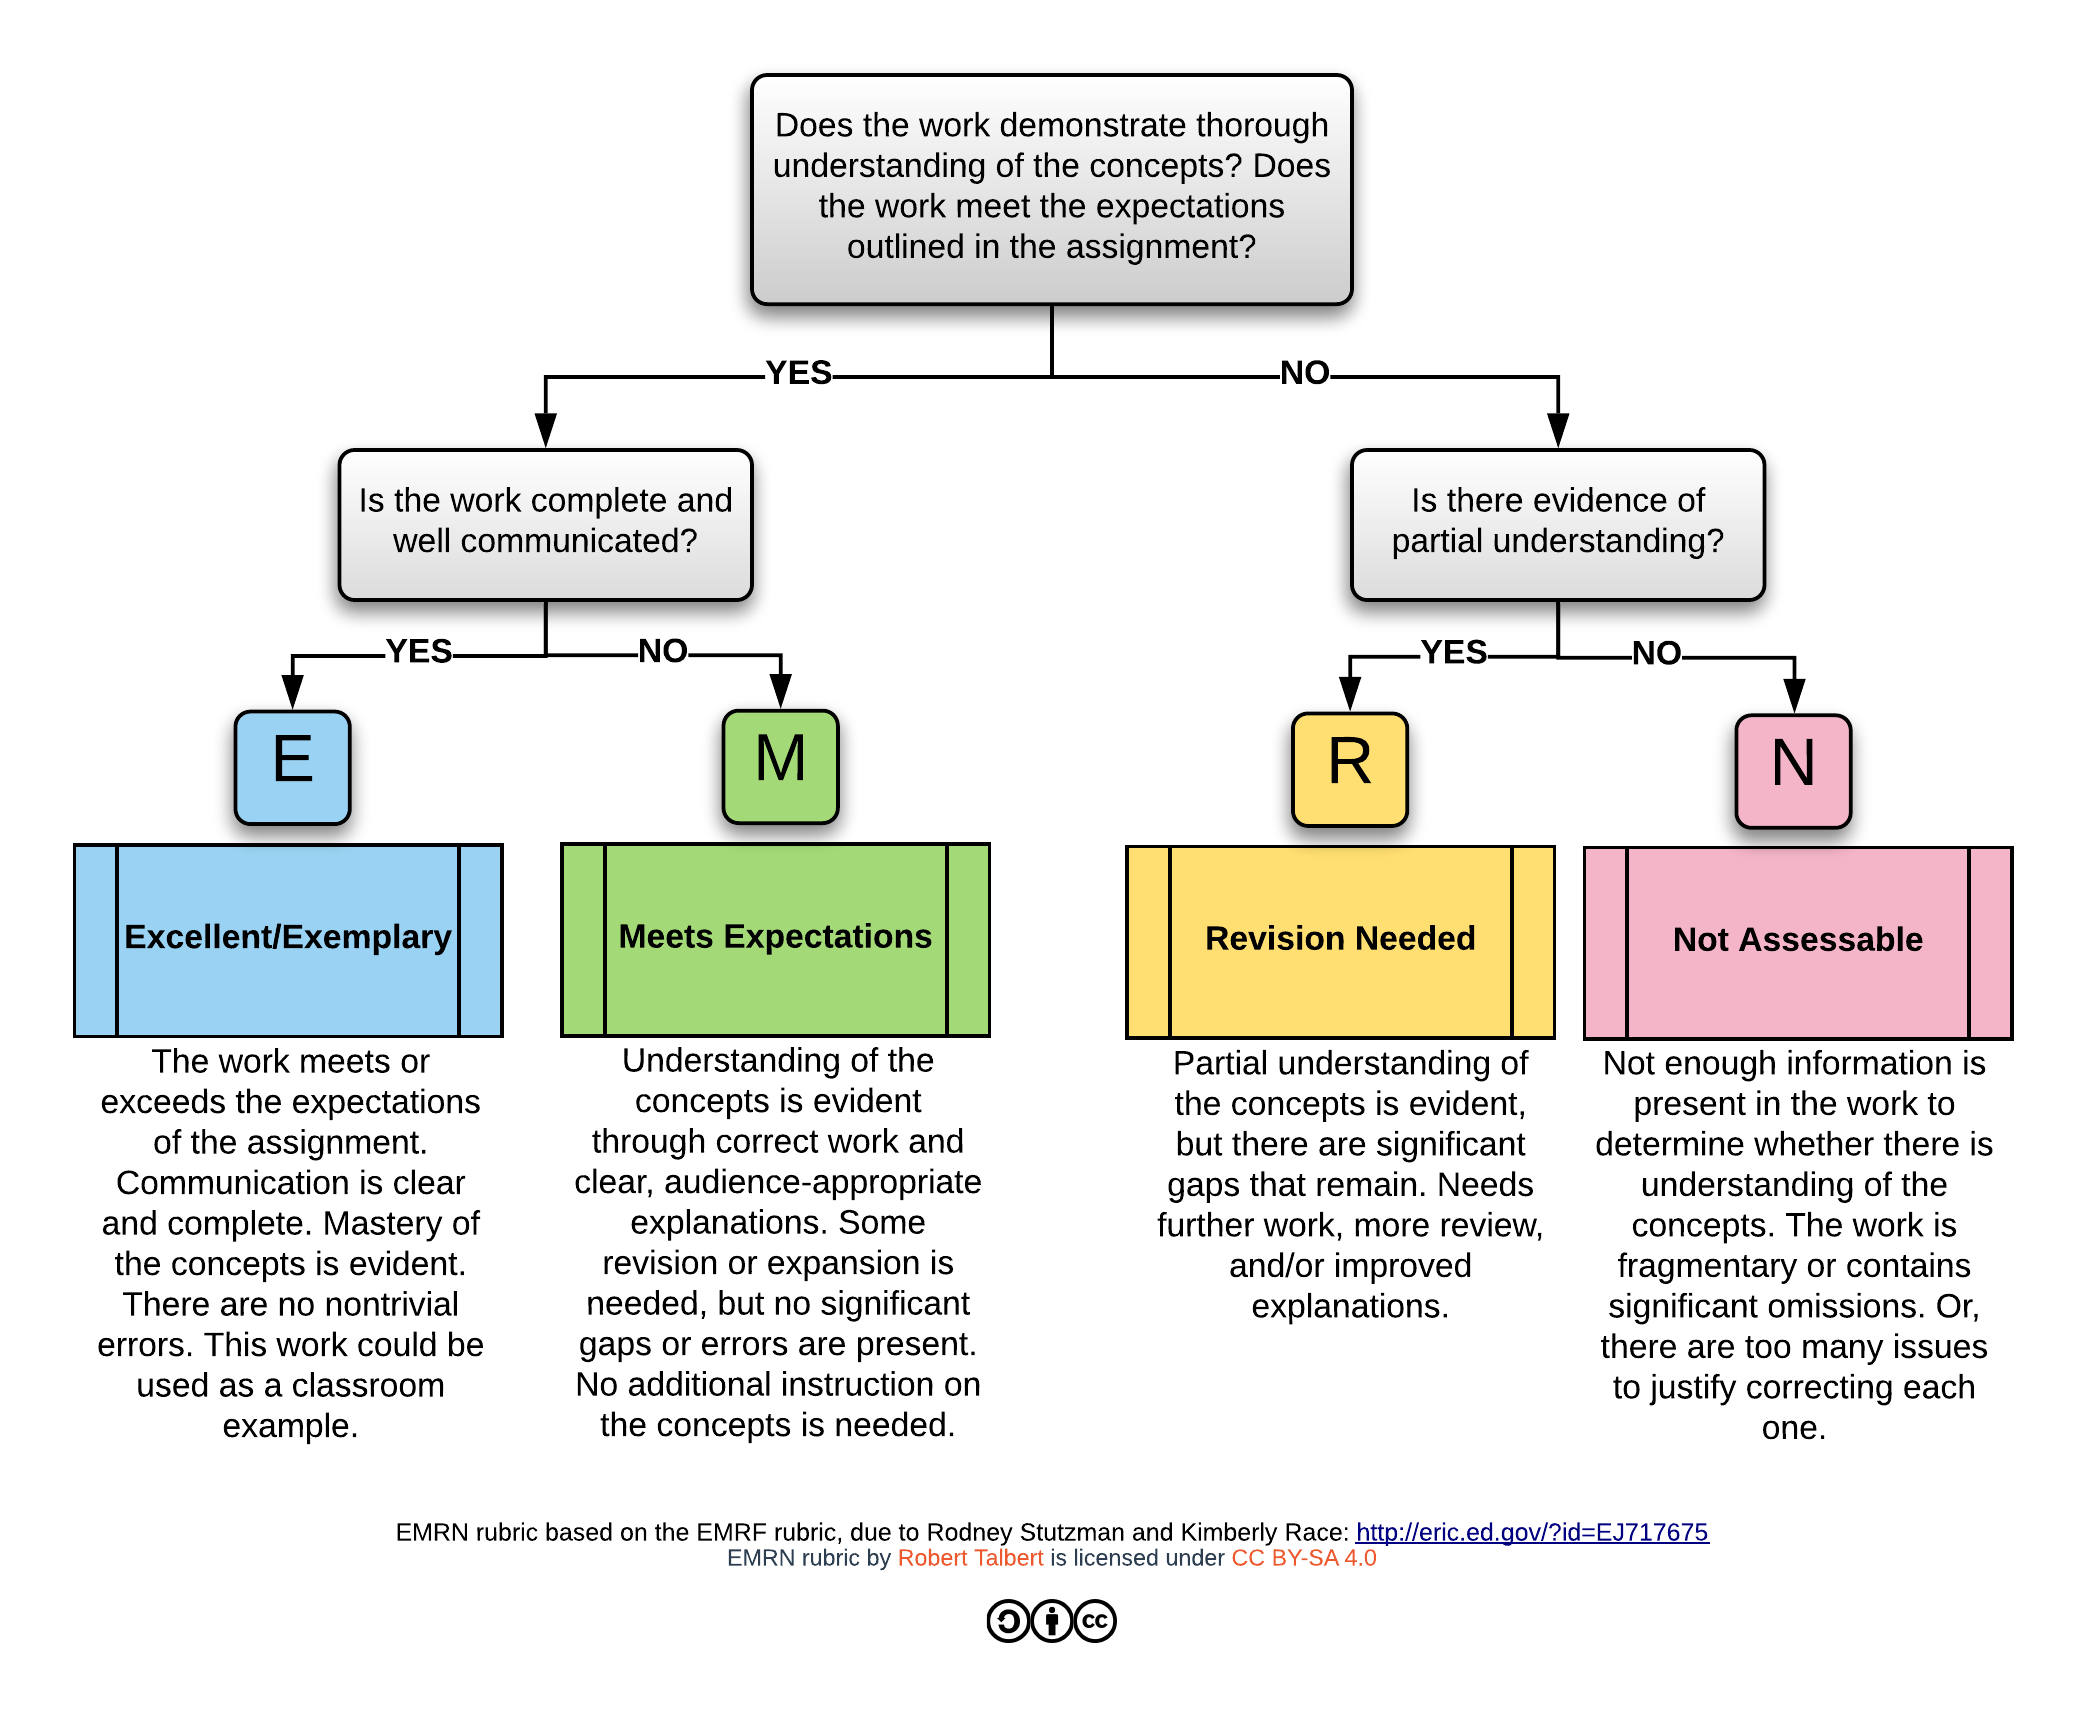 Does the work demonstrate thorough
understanding of the concepts? Does
the work meet the expectations
outlined in the assignment?
YES
NO
Is the work complete and
well communicated?
Is there evidence of
partial understanding?
YES
NO
YES
NO
E
M
R
N
Excellent/Exemplary
Meets Expectations
Revision Needed
Not Assessable
The work meets or
exceeds the expectations
of the assignment.
Communication is clear
and complete. Mastery of
the concepts is evident.
There are no nontrivial
errors. This work could be
used as a classroom
example.
Understanding of the
concepts is evident
through correct work and
clear, audience-appropriate
explanations. Some
revision or expansion is
needed, but no significant
gaps or errors are present.
No additional instruction on
the concepts is needed.
Partial understanding of
the concepts is evident,
but there are significant
gaps that remain. Needs
further work, more review,
and/or improved
explanations.
Not enough information is
present in the work to
determine whether there is
understanding of the
concepts. The work is
fragmentary or contains
significant omissions. Or,
there are too many issues
to justify correcting each
one.
EMRN rubric based on the EMRF rubric, due to Rodney Stutzman and Kimberly Race: http://eric.ed.gov/?id=EJ717675
EMRN rubric by Robert Talbert is licensed under CC BY-SA 4.0
cc